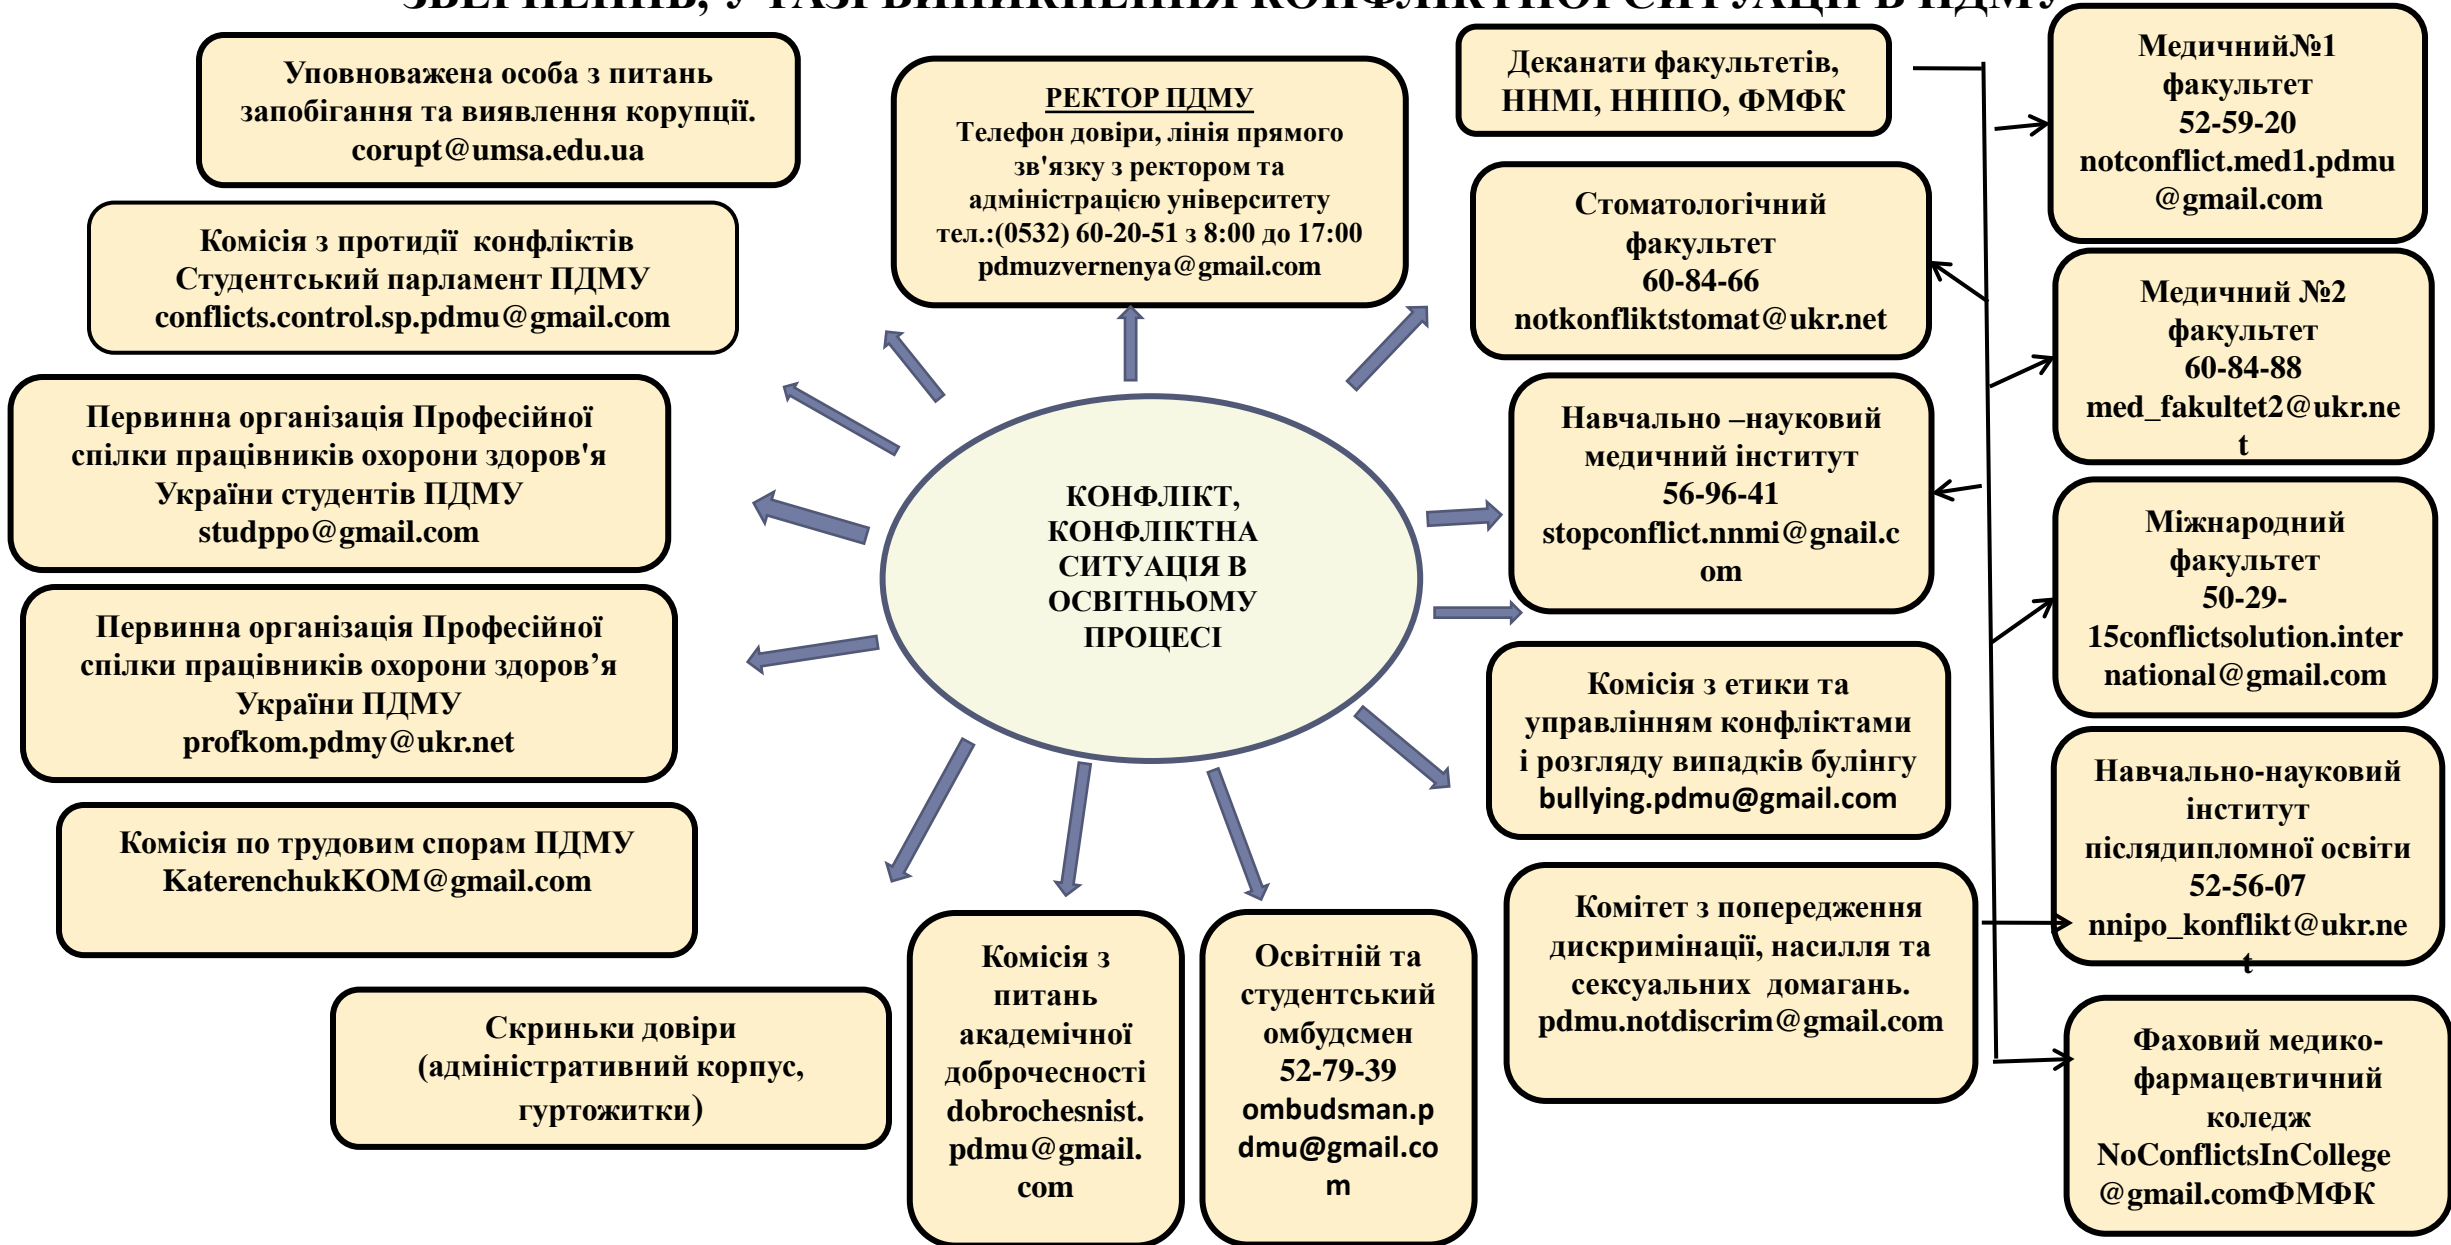 ЗВЕРНЕННЬ, У РАЗІ ВИНИКНЕННЯ КОНФЛІКТНОЇ СИТУАЦІЇ В ПДМУ
Уповноважена особа з питань
запобігання та виявлення корупції.
corupt@umsa.edu.ua
Комісія з протидії конфліктів
Студентський парламент ПДМУ
conflicts.control.sp.pdmu@gmail.com
Первинна організація Професійної
спілки працівників охорони здоров'я
України студентів ПДМУ
studppo@gmail.com
Первинна організація Професійної
спілки працівників охорони здоров’я
України ПДМУ
profkom.pdmy@ukr.net
Комісія по трудовим спорам ПДМУ
KaterenchukKOM@gmail.com
Скриньки довіри
(адміністративний корпус,
гуртожитки)
РЕКТОР ПДМУ
Телефон довіри, лінія прямого
зв'язку з ректором та
адміністрацією університету
тел.:(0532) 60-20-51 з 8:00 до 17:00
pdmuzvernenya@gmail.com
КОНФЛІКТ,
КОНФЛІКТНА
СИТУАЦІЯ В
ОСВІТНЬОМУ
ПРОЦЕСІ
Комісія з
питань
академічної
доброчесності
dobrochesnist.
pdmu@gmail.
com
Освітній та
студентський
омбудсмен
52-79-39
ombudsman.p
dmu@gmail.co
m
Деканати факультетів,
ННМІ, ННІПО, ФМФК
Стоматологічний
факультет
60-84-66
notkonfliktstomat@ukr.net
Навчально –науковий
медичний інститут
56-96-41
stopconflict.nnmi@gnail.c
om
Комісія з етики та
управлінням конфліктами
і розгляду випадків булінгу
bullying.pdmu@gmail.com
Комітет з попередження
дискримінації, насилля та
сексуальних домагань.
pdmu.notdiscrim@gmail.com
Медичний№1
факультет
52-59-20
notconflict.med1.pdmu
@gmail.com
Медичний №2
факультет
60-84-88
med_fakultet2@ukr.ne
t
Міжнародний
факультет
50-29-
15conflictsolution.inter
national@gmail.com
Навчально-науковий
інститут
післядипломної освіти
52-56-07
nnipo_konflikt@ukr.ne
t
Фаховий медико-
фармацевтичний
коледж
NoConflictsInCollege
@gmail.comФМФК